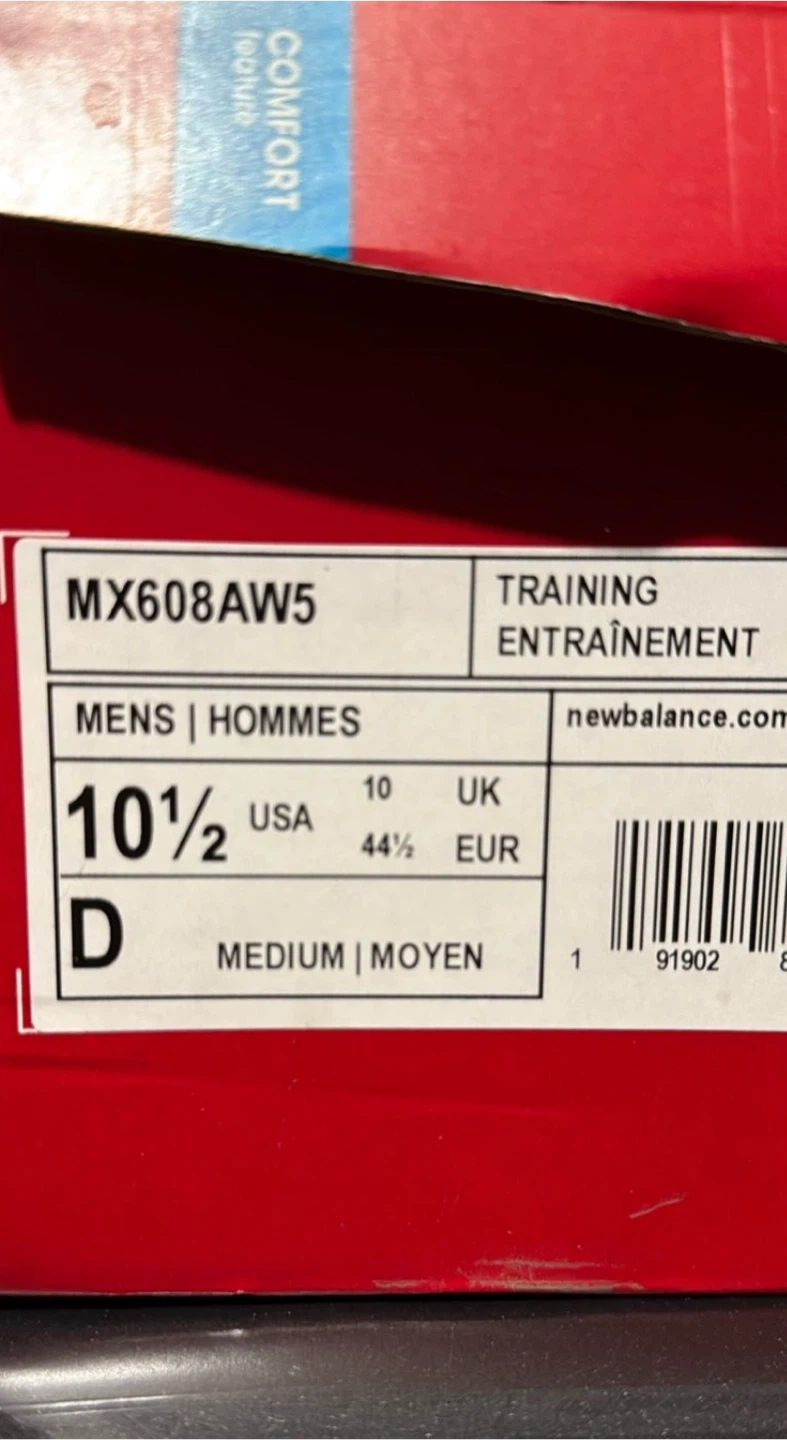 COMFORT
feature
MX608AW5
TRAINING
ENTRAÎNEMENT
MENS | HOMMES
newbalance.com
10½ USA 10 UK
44½ EUR
D MEDIUM | MOYEN
1 91902 8